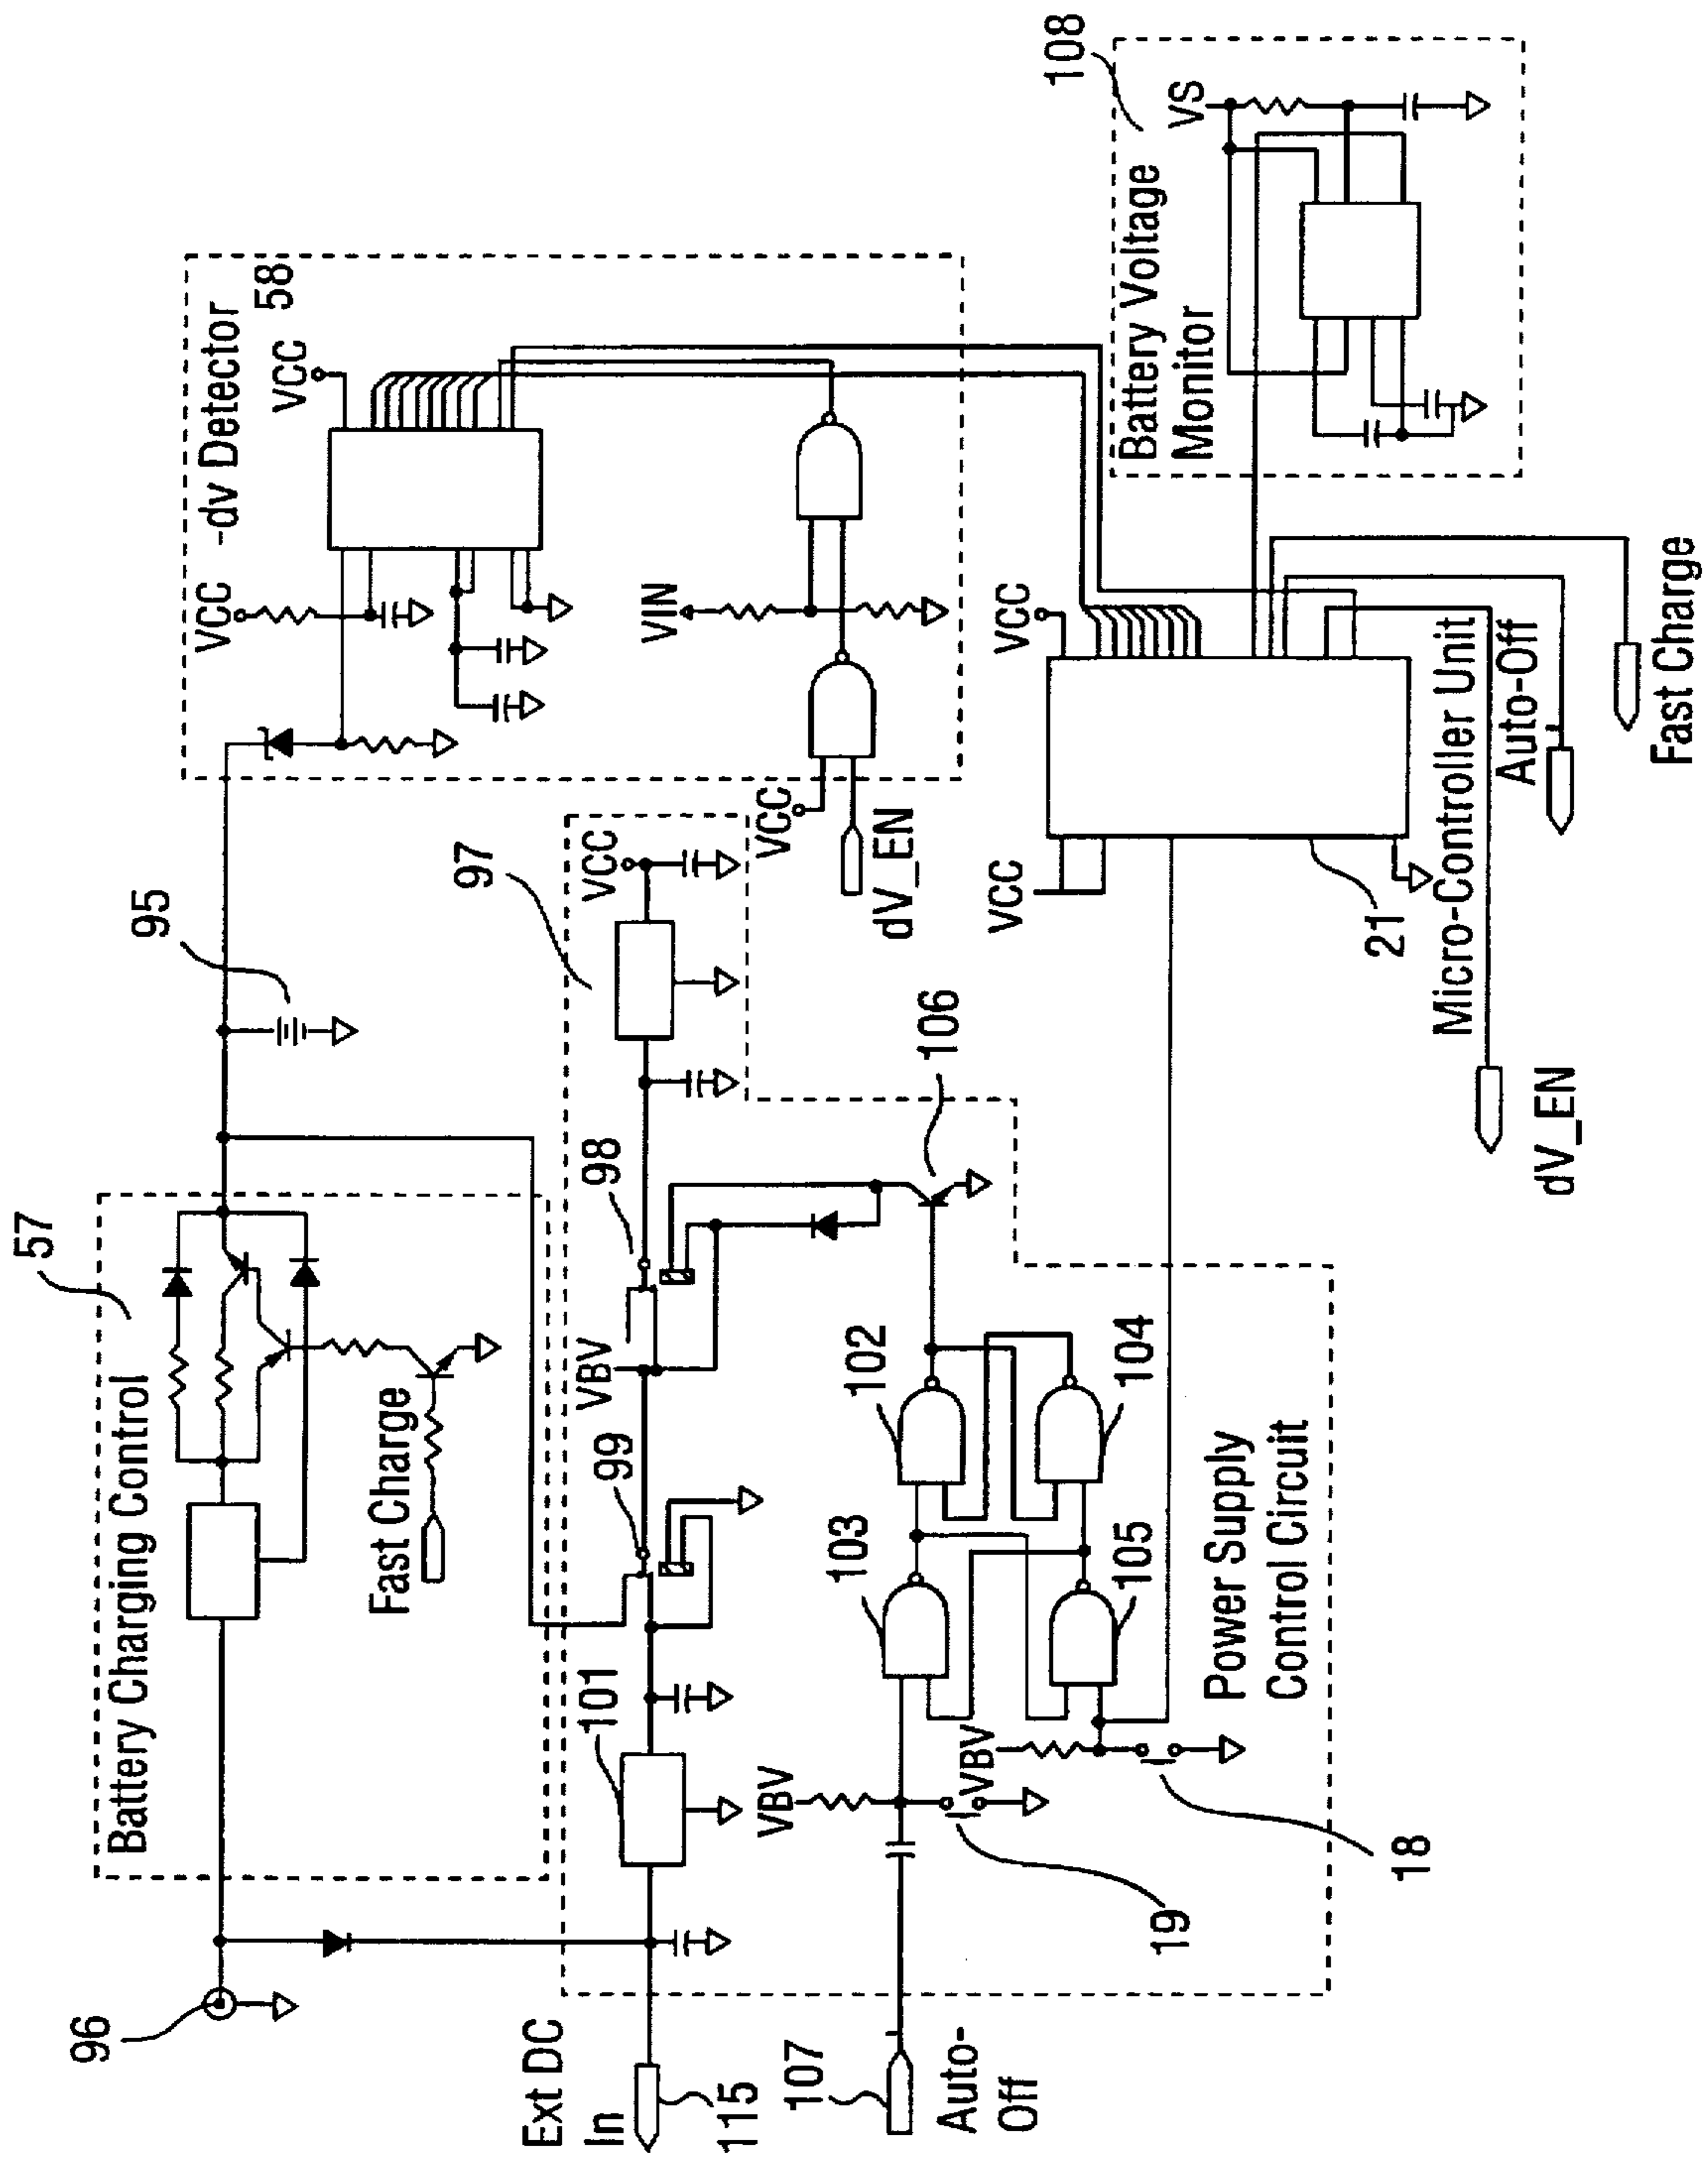 96
57
Battery Charging Control
Fast Charge
95
-dv Detector
58
VCC
VCC
VIN
VCC
dV_EN
Ext DC
In
115
101
99
VBV
98
97
VCC
107
Auto-
Off
VBV
19
VBV
18
103
102
105
104
106
Power Supply
Control Circuit
VCC
VCC
21
Micro-Controller Unit
dV_EN
Auto-Off
Fast Charge
108
Battery Voltage
Monitor
VS